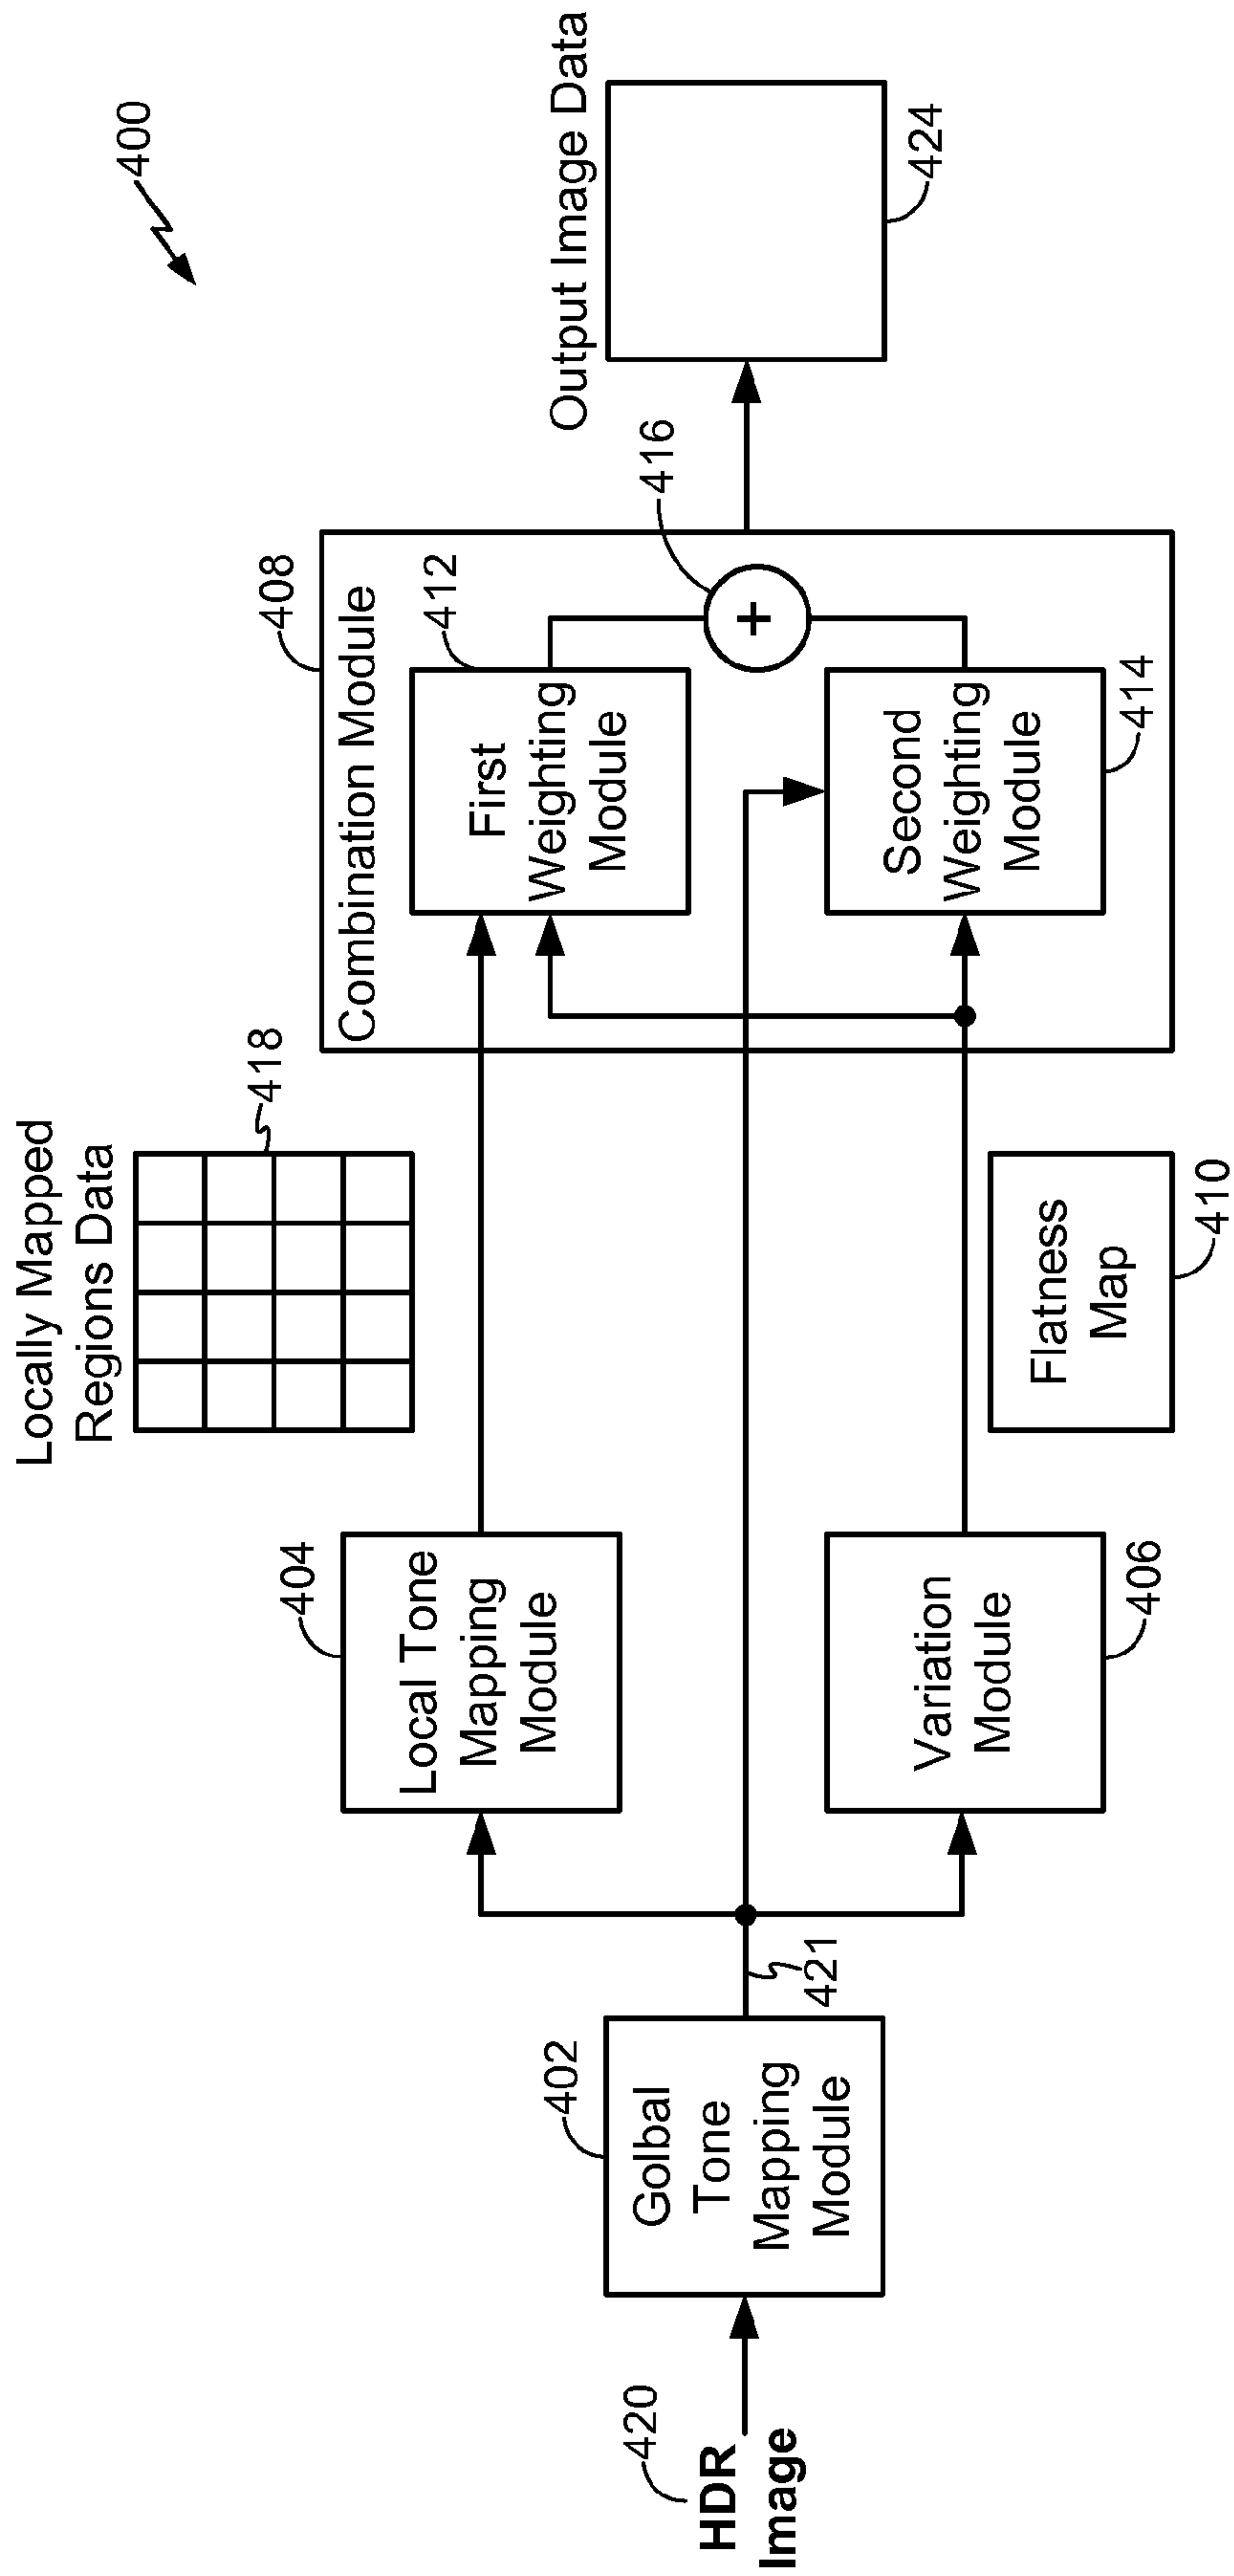 400
Locally Mapped
Regions Data
418
408
Combination Module
412
First
Weighting
Module
416
Output Image Data
424
404
Local Tone
Mapping
Module
402
Golbal
Tone
Mapping
Module
420
HDR
Image
421
Variation
Module
406
Flatness
Map
410
Second
Weighting
Module
414
+